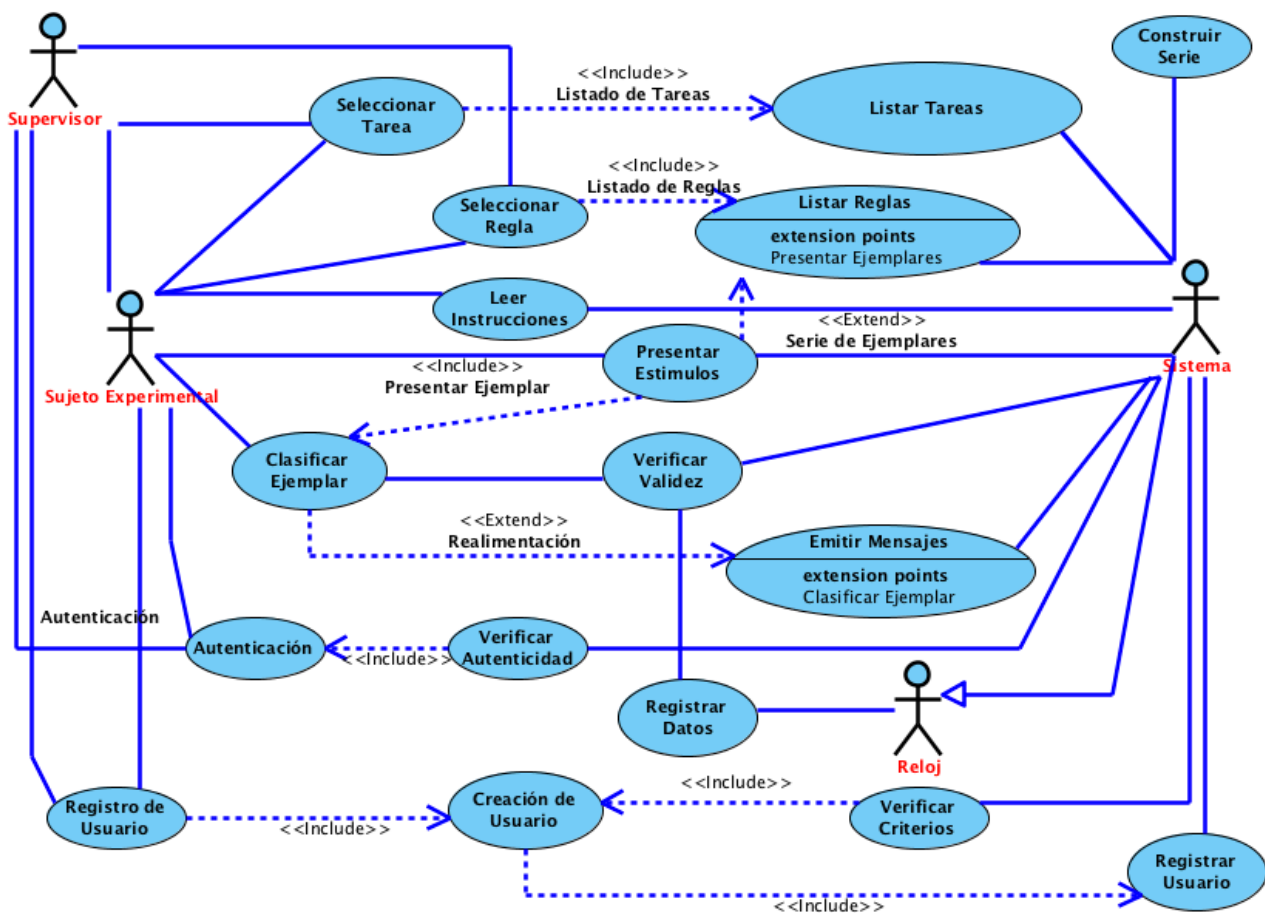 Construir
Serie
<<Include>>
Listado de Tareas
Seleccionar
Tarea
Listar Tareas
Supervisor
<<Include>>
Listado de Reglas
Seleccionar
Regla
Listar Reglas
extension points
Presentar Ejemplares
Leer
Instrucciones
<<Extend>>
Serie de Ejemplares
Presentar
Estimulos
<<Include>>
Presentar Ejemplar
Sistema
Sujeto Experimental
Clasificar
Ejemplar
Verificar
Validez
<<Extend>>
Realimentación
Emitir Mensajes
extension points
Clasificar Ejemplar
Autenticación
Autenticación
<<Include>>
Verificar
Autenticidad
Registrar
Datos
Reloj
<<Include>>
Registro de
Usuario
<<Include>>
Creación de
Usuario
Verificar
Criterios
Registrar
Usuario
<<Include>>